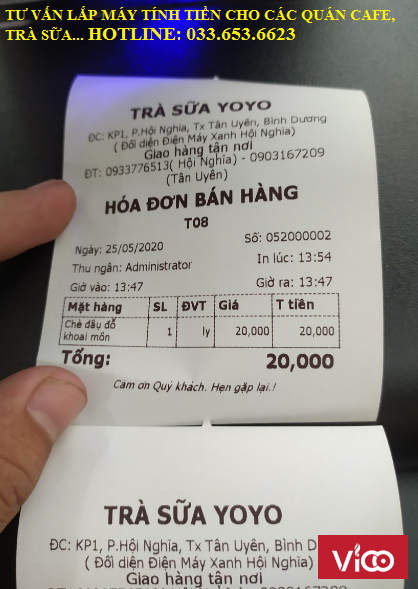 TƯ VẤN LẮP MÁY TÍNH TIỀN CHO CÁC QUÁN CAFE,
TRÀ SỮA... HOTLINE: 033.653.6623
TRÀ SỮA YOYO
ĐC: KP1, P.Hội Nghĩa, Tx Tân Uyên, Bình Dương
( Đối diện Điện Máy Xanh Hội Nghĩa)
Giao hàng tận nơi
ĐT: 0933776513( Hội Nghĩa) - 0903167209
(Tân Uyên)
HÓA ĐƠN BÁN HÀNG
T08
Ngày: 25/05/2020 Số: 052000002
Thu ngân: Administrator In lúc: 13:54
Giờ vào: 13:47 Giờ ra: 13:47
Mặt hàng SL ĐVT Giá T tiền
Chè đậu đỏ
khoai môn 1 ly 20,000 20,000
Tổng: 20,000
Cảm ơn Quý khách. Hẹn gặp lại.!
TRÀ SỮA YOYO
ĐC: KP1, P.Hội Nghĩa, Tx Tân Uyên, Bình D
( Đối diện Điện Máy Xanh Hội Nghĩa)
Giao hàng tận nơi
vioo